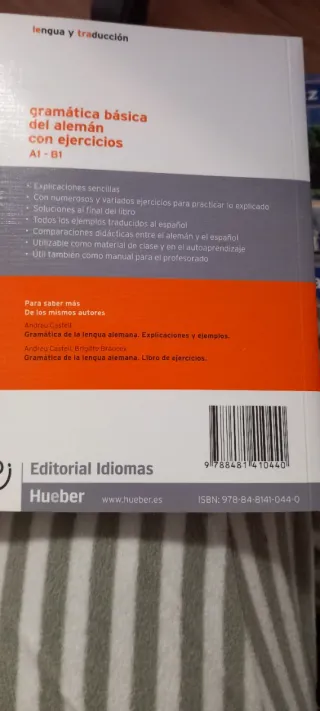 lengua y traducción
gramática básica
del alemán
con ejercicios
A1 - B1
• Explicaciones sencillas
• Con numerosos y variados ejercicios para practicar lo explicado
• Soluciones al final del libro
• Todos los ejemplos traducidos al español
• Comparaciones didácticas entre el alemán y el español
• Utilizable como material de clase y en el autoaprendizaje
• Útil también como manual para el profesorado
Para saber más
De los mismos autores
Andreu Castell
Gramática de la lengua alemana. Explicaciones y ejemplos.
Andreu Castell, Brigitte Braucek
Gramática de la lengua alemana. Libro de ejercicios.
9 788481 410440
Editorial Idiomas
Hueber
www.hueber.es
ISBN: 978-84-8141-044-0